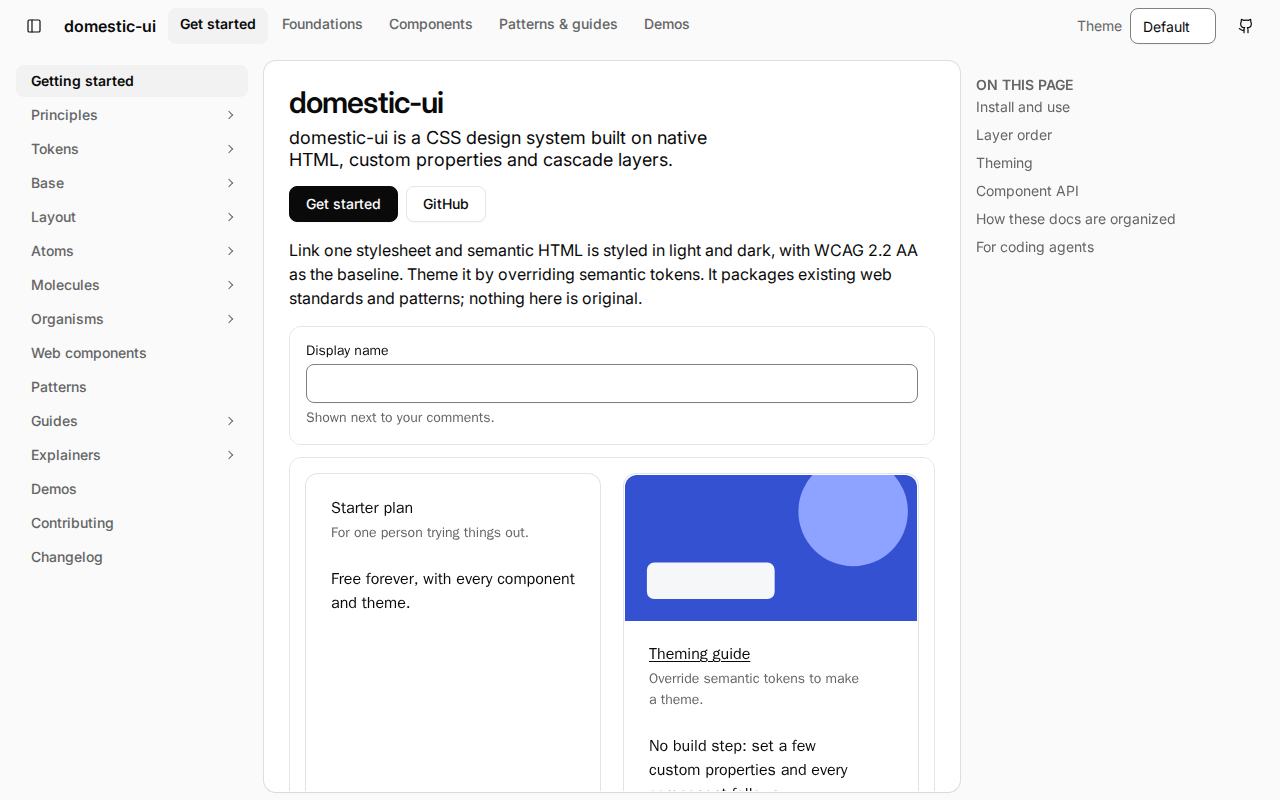 domestic-ui
Get started
Foundations
Components
Patterns & guides
Demos
Theme
Default
Getting started
Principles
Tokens
Base
Layout
Atoms
Molecules
Organisms
Web components
Patterns
Guides
Explainers
Demos
Contributing
Changelog
domestic-ui
domestic-ui is a CSS design system built on native
HTML, custom properties and cascade layers.
Get started
GitHub
Link one stylesheet and semantic HTML is styled in light and dark, with WCAG 2.2 AA
as the baseline. Theme it by overriding semantic tokens. It packages existing web
standards and patterns; nothing here is original.
Display name
Shown next to your comments.
Starter plan
For one person trying things out.
Free forever, with every component
and theme.
Theming guide
Override semantic tokens to make
a theme.
No build step: set a few
custom properties and every
ON THIS PAGE
Install and use
Layer order
Theming
Component API
How these docs are organized
For coding agents